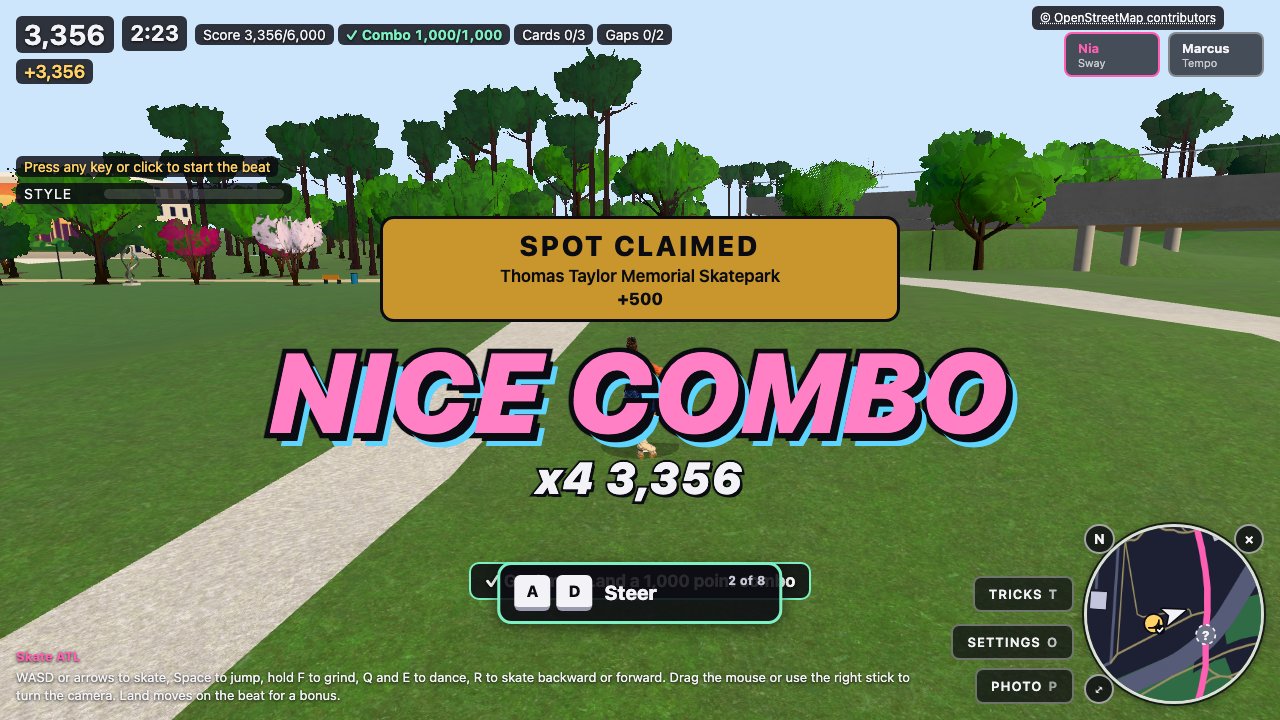 3,356
2:23
Score 3,356/6,000
✓ Combo 1,000/1,000
Cards 0/3
Gaps 0/2
+3,356
© OpenStreetMap contributors
Nia
Sway
Marcus
Tempo
Press any key or click to start the beat
STYLE
SPOT CLAIMED
Thomas Taylor Memorial Skatepark
+500
NICE COMBO
x4 3,356
A D Steer
2 of 8
N
×
?
TRICKS T
SETTINGS O
PHOTO P
Skate ATL
WASD or arrows to skate, Space to jump, hold F to grind, Q and E to dance, R to skate backward or forward. Drag the mouse or use the right stick to
turn the camera. Land moves on the beat for a bonus.